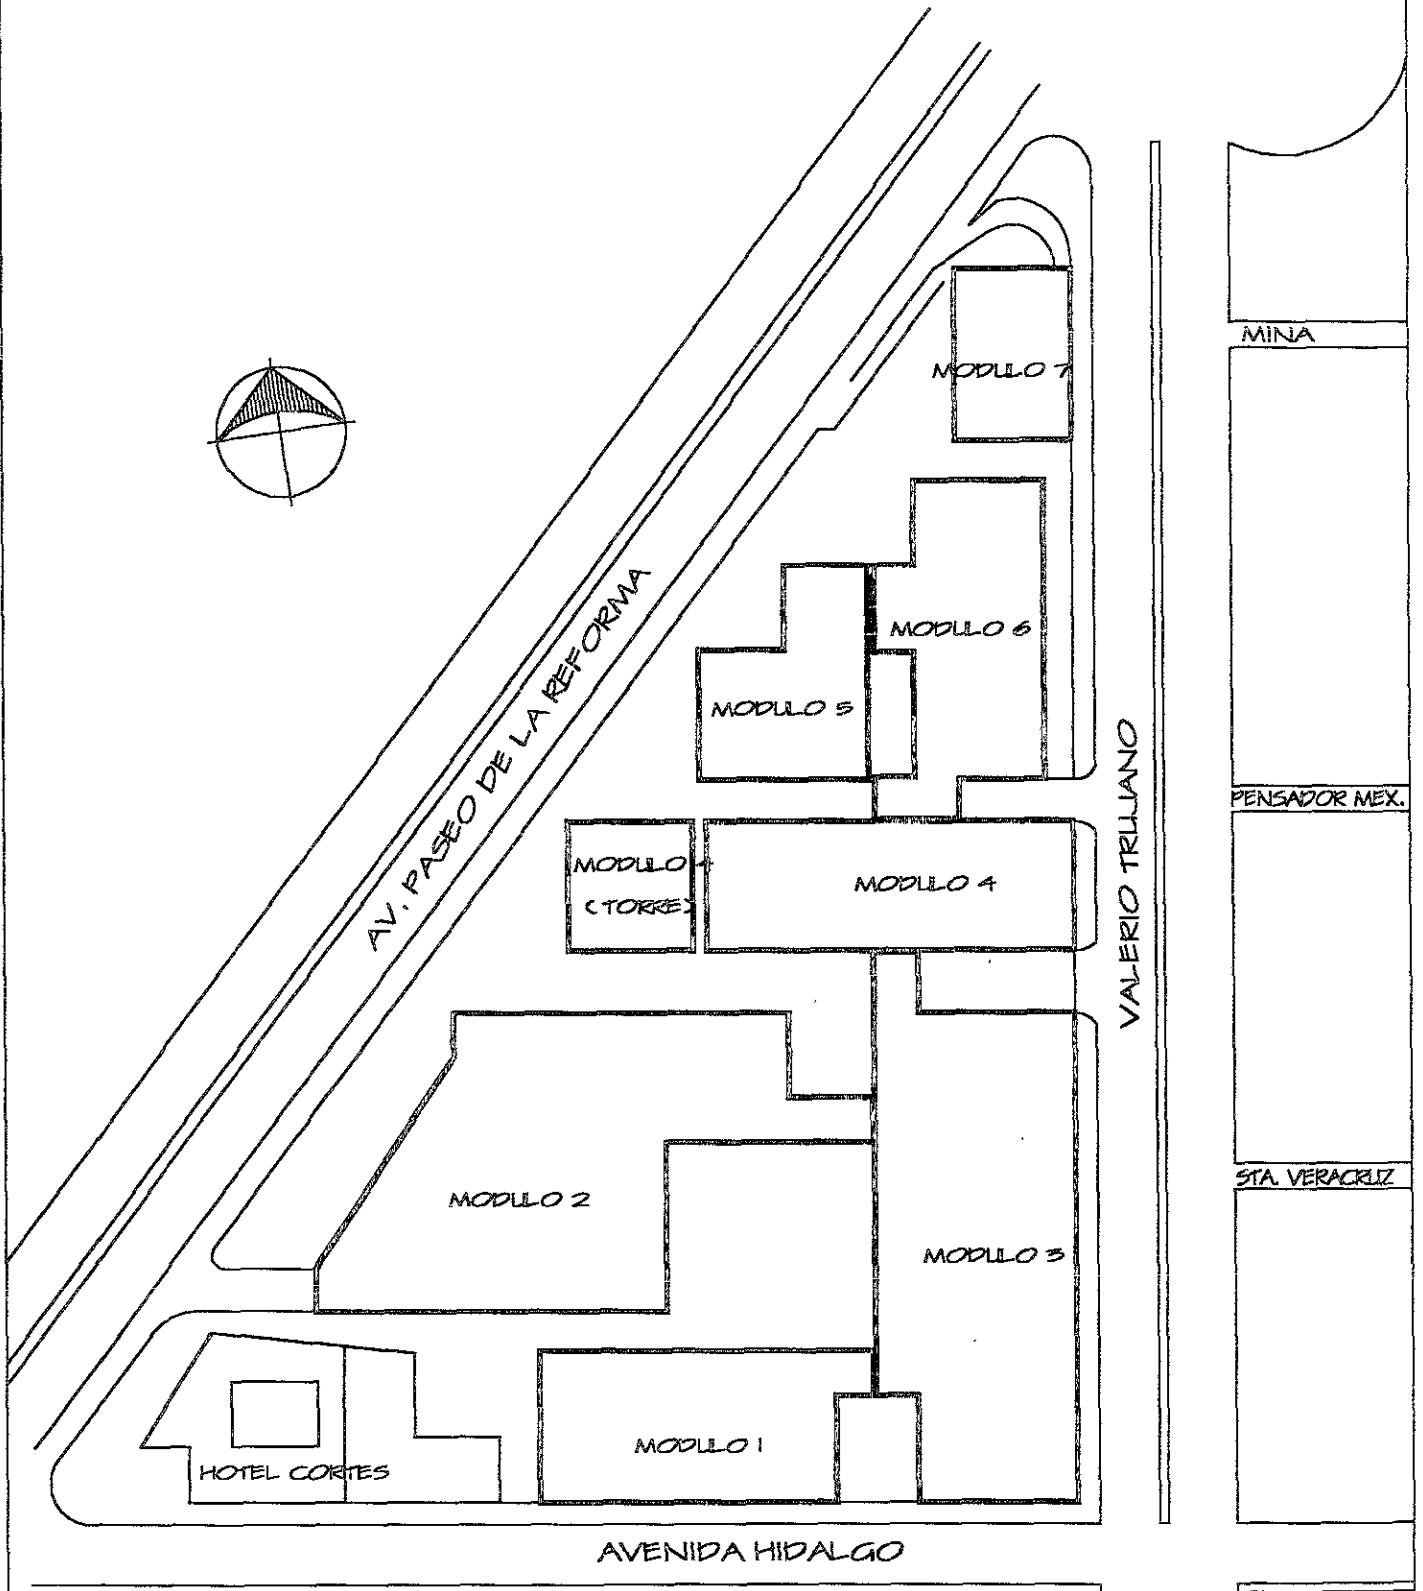 MINA
MODULO 7
AV. PASEO DE LA REFORMA
MODULO 6
MODULO 5
VALERIO TRUJANO
PENSADOR MEX.
MODULO 4
(TORRE)
MODULO 4
STA. VERACRUZ
MODULO 2
MODULO 3
MODULO 1
HOTEL CORTES
AVENIDA HIDALGO